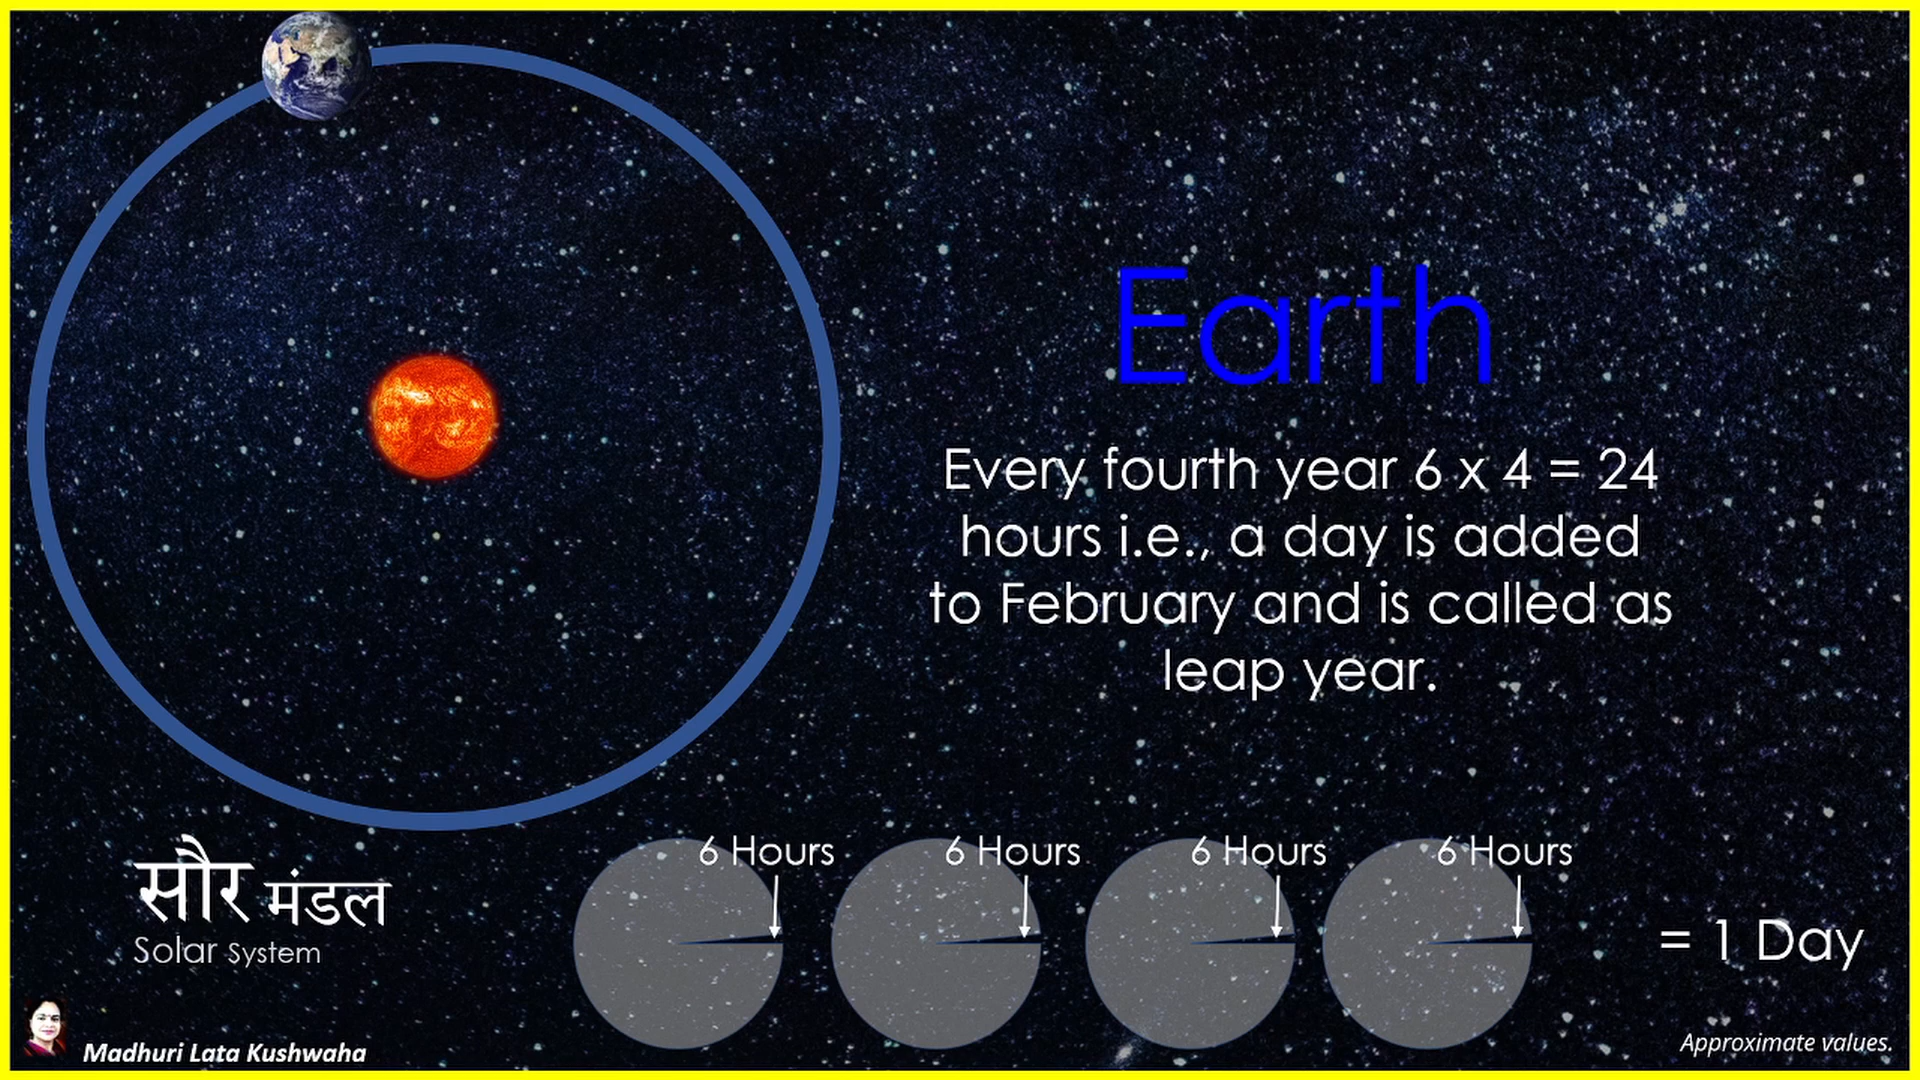 Earth
Every fourth year 6 x 4 = 24
hours i.e., a day is added
to February and is called as
leap year.
6 Hours 6 Hours 6 Hours 6 Hours
= 1 Day
सौर मंडल
Solar System
Madhuri Lata Kushwaha
Approximate values.